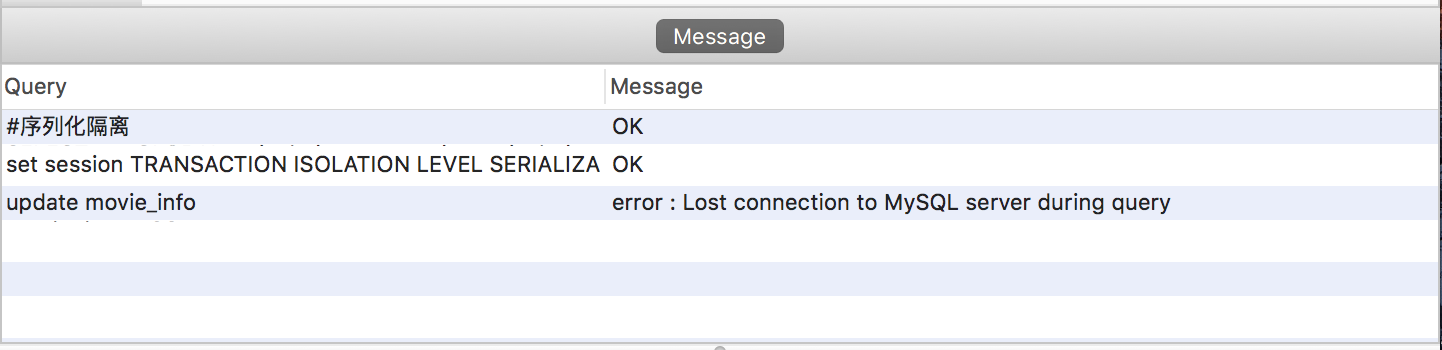 Message
Query Message
#序列化隔离 OK
set session TRANSACTION ISOLATION LEVEL SERIALIZA OK
update movie_info error : Lost connection to MySQL server during query